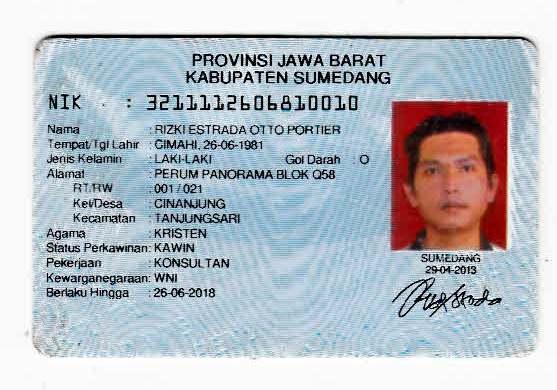 PROVINSI JAWA BARAT
KABUPATEN SUMEDANG
NIK : 3211112606810010
Nama : RIZKI ESTRADA OTTO PORTIER
Tempat/Tgl Lahir : CIMAHI, 26-06-1981
Jenis Kelamin : LAKI-LAKI Gol Darah : O
Alamat : PERUM PANORAMA BLOK Q58
RT/RW : 001 / 021
Kel/Desa : CINANJUNG
Kecamatan : TANJUNGSARI
Agama : KRISTEN
Status Perkawinan: KAWIN
Pekerjaan : KONSULTAN
Kewarganegaraan: WNI
Berlaku Hingga : 26-06-2018
SUMEDANG
29-04-2013